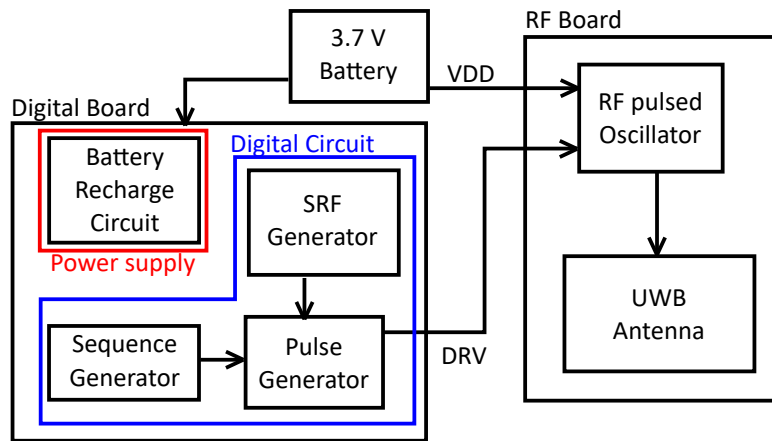 RF Board
3.7 V
Battery
VDD
RF pulsed
Oscillator
Digital Board
Digital Circuit
Battery
Recharge
Circuit
Power supply
SRF
Generator
UWB
Antenna
Sequence
Generator
Pulse
Generator
DRV